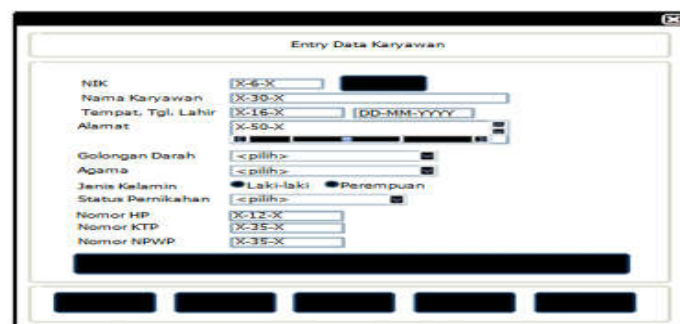 Entry Data Karyawan
NIK X-6-X
Nama Karyawan X-30-X
Tempat, Tgl. Lahir X-16-X DD-MM-YYYY
Alamat X-50-X
Golongan Darah <pilih>
Agama <pilih>
Jenis Kelamin Laki-laki Perempuan
Status Pernikahan <pilih>
Nomor HP X-12-X
Nomor KTP X-35-X
Nomor NPWP X-35-X